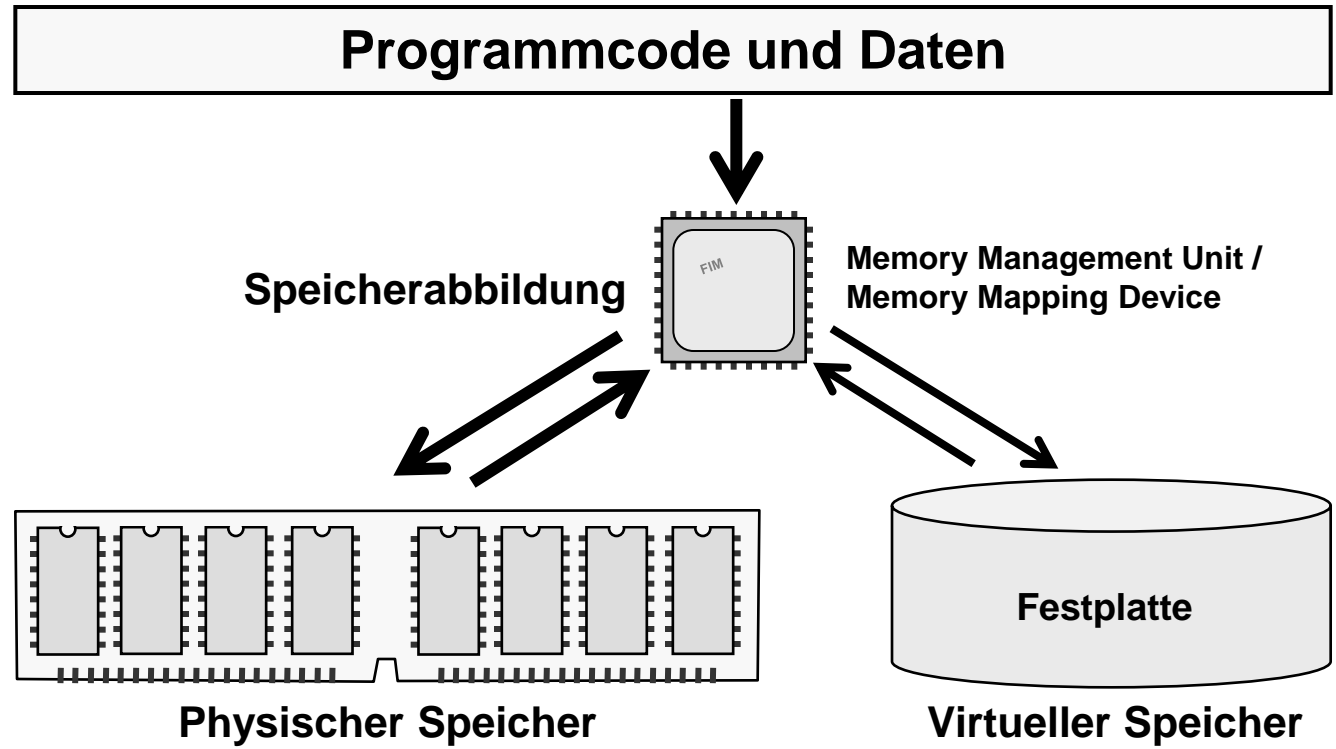 Programmcode und Daten
FIM
Speicherabbildung
Memory Management Unit /
Memory Mapping Device
Festplatte
Physischer Speicher
Virtueller Speicher